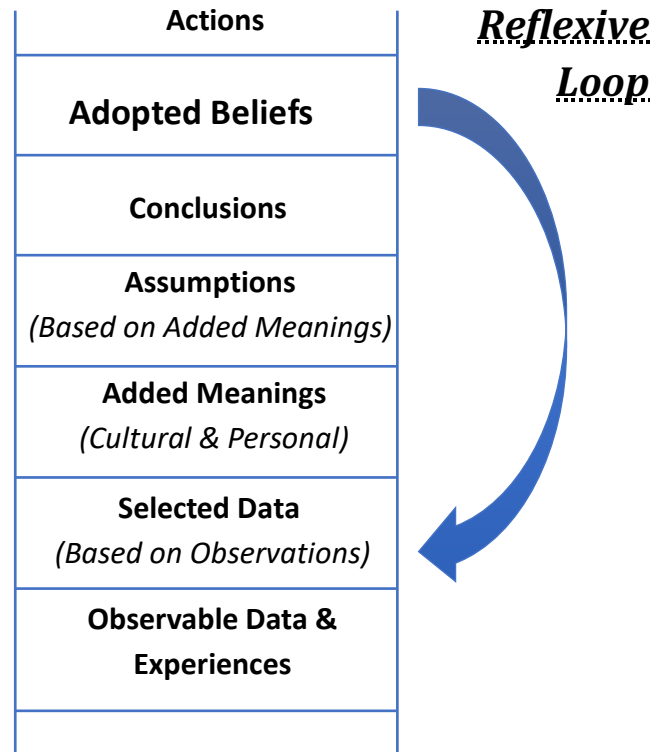 Actions
Reflexive
Loop
Adopted Beliefs
Conclusions
Assumptions
(Based on Added Meanings)
Added Meanings
(Cultural & Personal)
Selected Data
(Based on Observations)
Observable Data &
Experiences